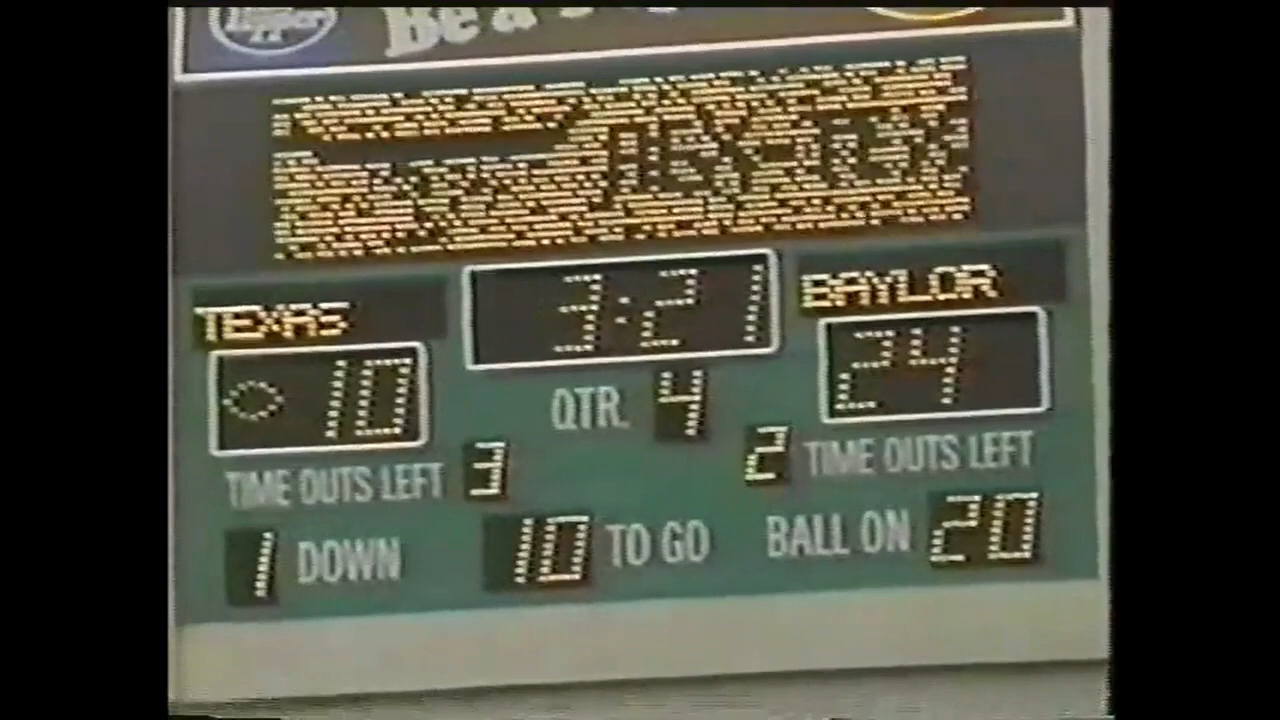 Be a
TEXAS 3:21 BAYLOR
10 QTR. 4 24
TIME OUTS LEFT 3 2 TIME OUTS LEFT
1 DOWN 10 TO GO BALL ON 20